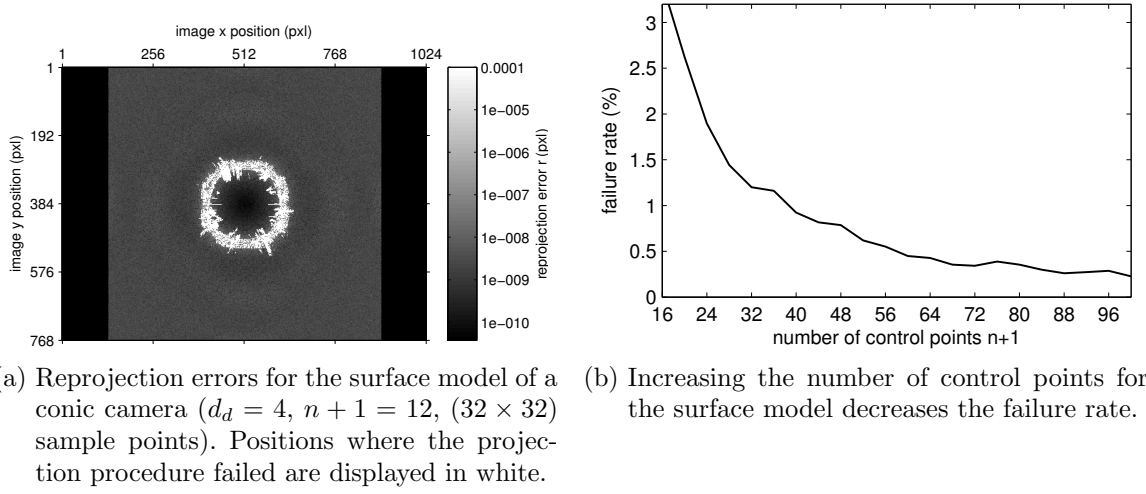 image x position (pxl)
1 256 512 768 1024
image y position (pxl)
1
192
384
576
768
0.0001
1e−005
1e−006
1e−007
1e−008
1e−009
1e−010
reprojection error r (pxl)
failure rate (%)
3
2.5
2
1.5
1
0.5
0
16 24 32 40 48 56 64 72 80 88 96
number of control points n+1
a) Reprojection errors for the surface model of a
conic camera (d_d = 4, n + 1 = 12, (32 × 32)
sample points). Positions where the projec-
tion procedure failed are displayed in white.
(b) Increasing the number of control points for
the surface model decreases the failure rate.